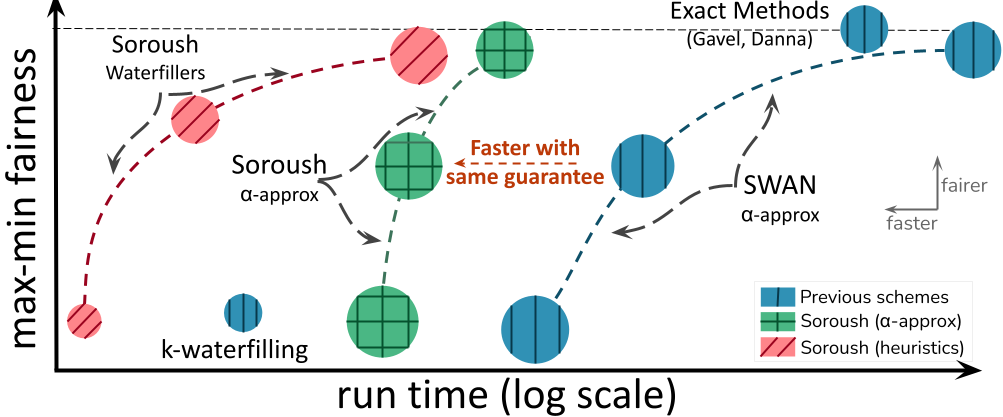 Exact Methods
(Gavel, Danna)
Soroush
Waterfillers
max-min fairness
Soroush
α-approx
Faster with
same guarantee
SWAN
α-approx
fairer
faster
k-waterfilling
Previous schemes
Soroush (α-approx)
Soroush (heuristics)
run time (log scale)